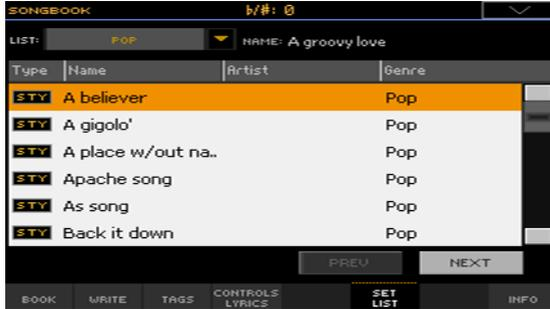 SONGBOOK b/#: 0
LIST: POP NAME: A groovy love
Type Name Artist Genre
STY A believer Pop
STY A gigolo' Pop
STY A place w/out na.. Pop
STY Apache song Pop
STY As song Pop
STY Back it down Pop
PREV NEXT
BOOK WRITE TAGS CONTROLS LYRICS SET LIST INFO